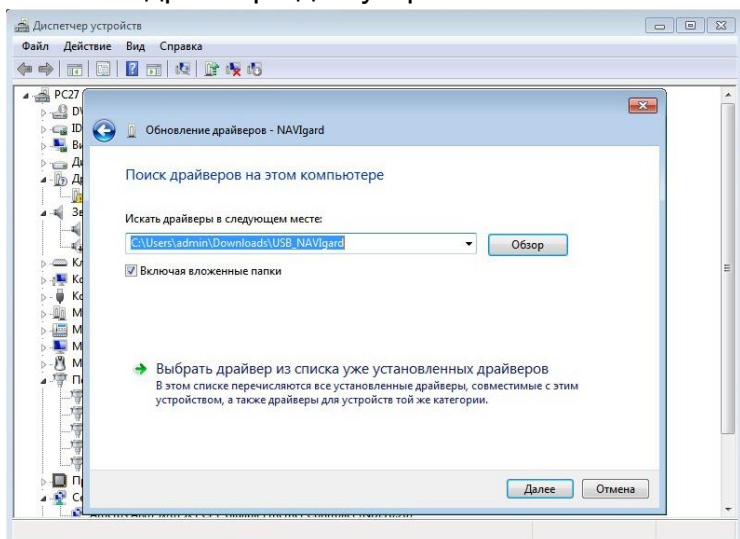 Диспетчер устройств
Файл Действие Вид Справка
PC27
ID
Обновление драйверов - NAVIgard
Поиск драйверов на этом компьютере
Искать драйверы в следующем месте:
C:\Users\admin\Downloads\USB_NAVIgard
Обзор
Включая вложенные папки
Выбрать драйвер из списка уже установленных драйверов
В этом списке перечисляются все установленные драйверы, совместимые с этим
устройством, а также драйверы для устройств той же категории.
Далее Отмена